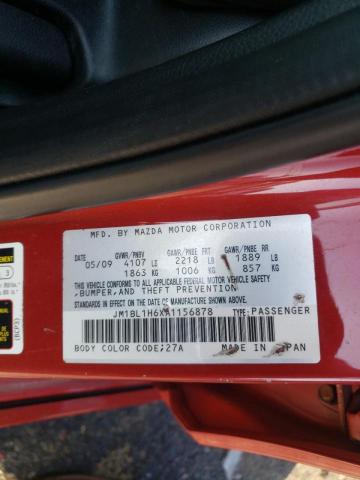 MFD. BY MAZDA MOTOR CORPORATION
GVWR/PNBV GAWR/PNBE FRT GAWR/PNBE RR
05/09 4107 LB 2218 LB 1889 LB
1863 KG 1006 KG 857 KG
THIS VEHICLE CONFORMS TO ALL APPLICABLE FEDERAL MOTOR VEHICLE SAFETY
BUMPER, AND THEFT PREVENTION
STANDARDS IN EFFECT ON THE DATE OF MANUFACTURE SHOWN ABOVE.
JM1BL1H6XA1156878 TYPE: PASSENGER
BODY COLOR CODE; 27A MADE IN JAPAN
3
(BCP3)